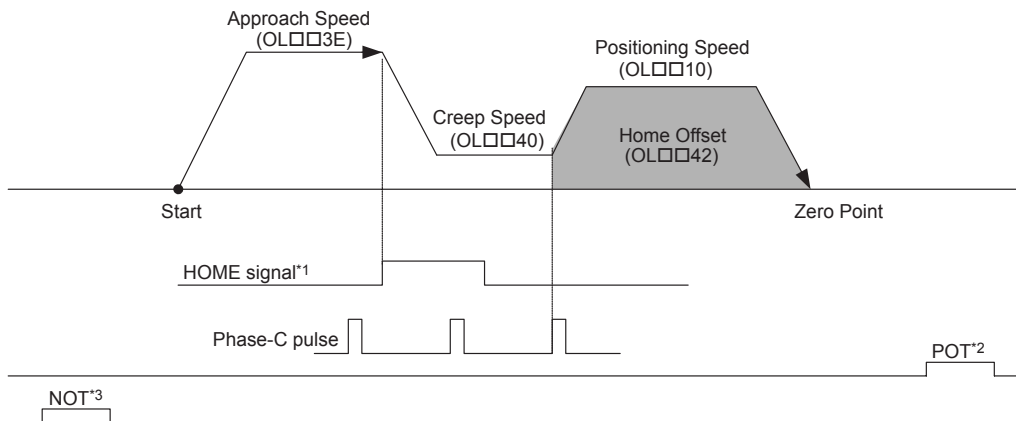 Approach Speed
(OL□□3E)
Positioning Speed
(OL□□10)
Creep Speed
(OL□□40)
Home Offset
(OL□□42)
Start
Zero Point
HOME signal*1
Phase-C pulse
POT*2
NOT*3